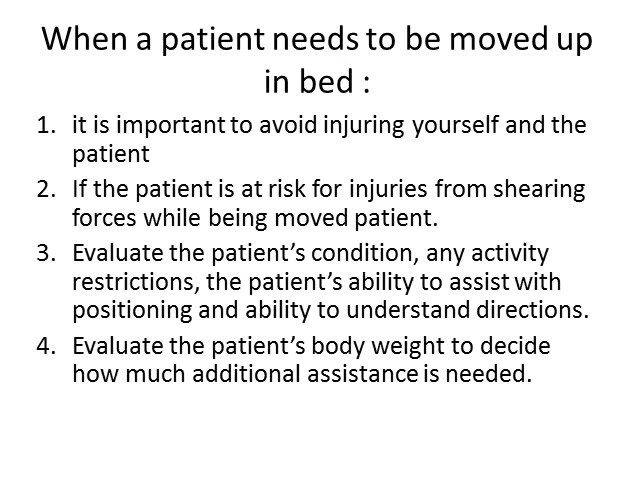 When a patient needs to be moved up
in bed :
1. it is important to avoid injuring yourself and the
patient
2. If the patient is at risk for injuries from shearing
forces while being moved patient.
3. Evaluate the patient’s condition, any activity
restrictions, the patient’s ability to assist with
positioning and ability to understand directions.
4. Evaluate the patient’s body weight to decide
how much additional assistance is needed.